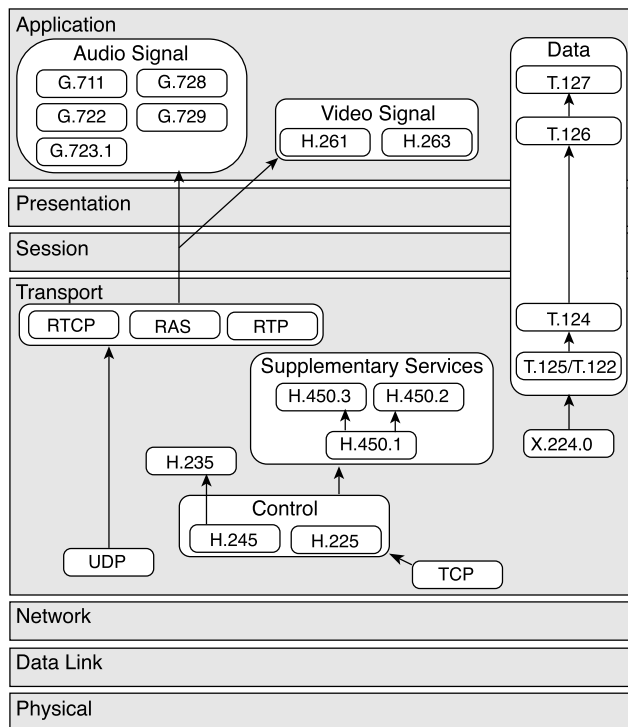 Application
Audio Signal
G.711 G.728
G.722 G.729
G.723.1
Video Signal
H.261 H.263
Data
T.127
T.126
Presentation
Session
Transport
RTCP RAS RTP
T.124
T.125/T.122
Supplementary Services
H.450.3 H.450.2
H.450.1
X.224.0
H.235
Control
H.245 H.225
UDP
TCP
Network
Data Link
Physical